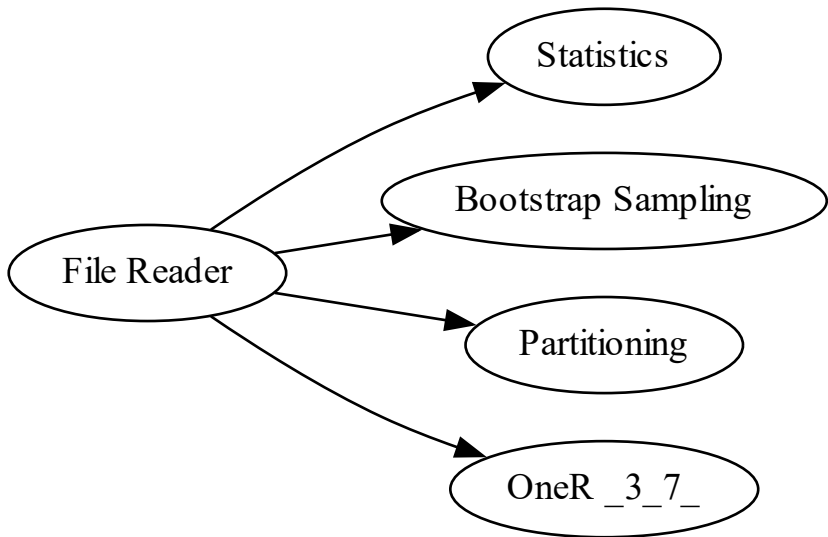 Statistics
Bootstrap Sampling
File Reader
Partitioning
OneR _3_7_